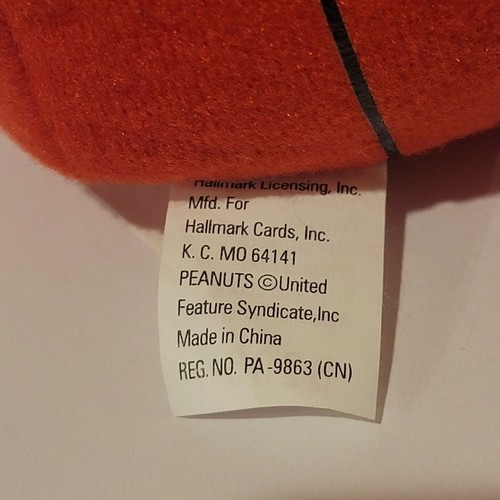 Hallmark Licensing, Inc.
Mfd. For
Hallmark Cards, Inc.
K. C. MO 64141
PEANUTS ©United
Feature Syndicate,Inc
Made in China
REG. NO. PA-9863 (CN)